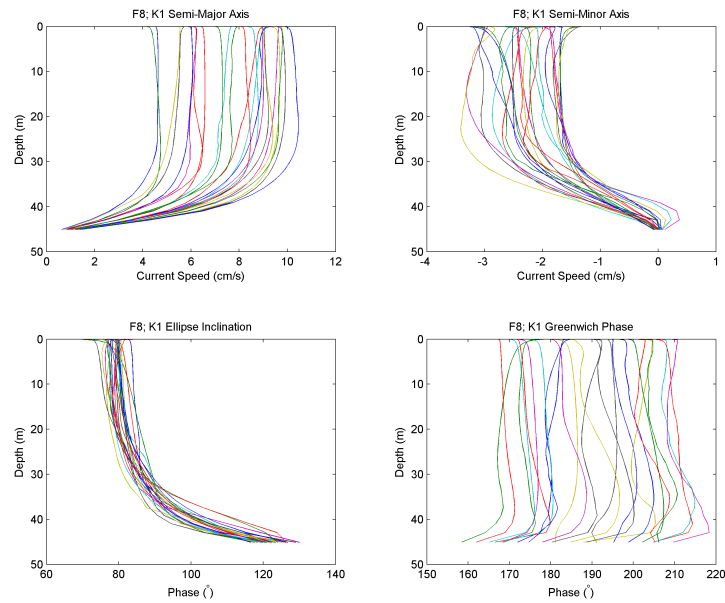 F8; K1 Semi-Major Axis
0
10
20
30
40
50
Depth (m)
0 2 4 6 8 10 12
Current Speed (cm/s)
F8; K1 Semi-Minor Axis
0
10
20
30
40
50
Depth (m)
-4 -3 -2 -1 0 1
Current Speed (cm/s)
F8; K1 Ellipse Inclination
0
10
20
30
40
50
Depth (m)
60 80 100 120 140
Phase (°)
F8; K1 Greenwich Phase
0
10
20
30
40
50
Depth (m)
150 160 170 180 190 200 210 220
Phase (°)